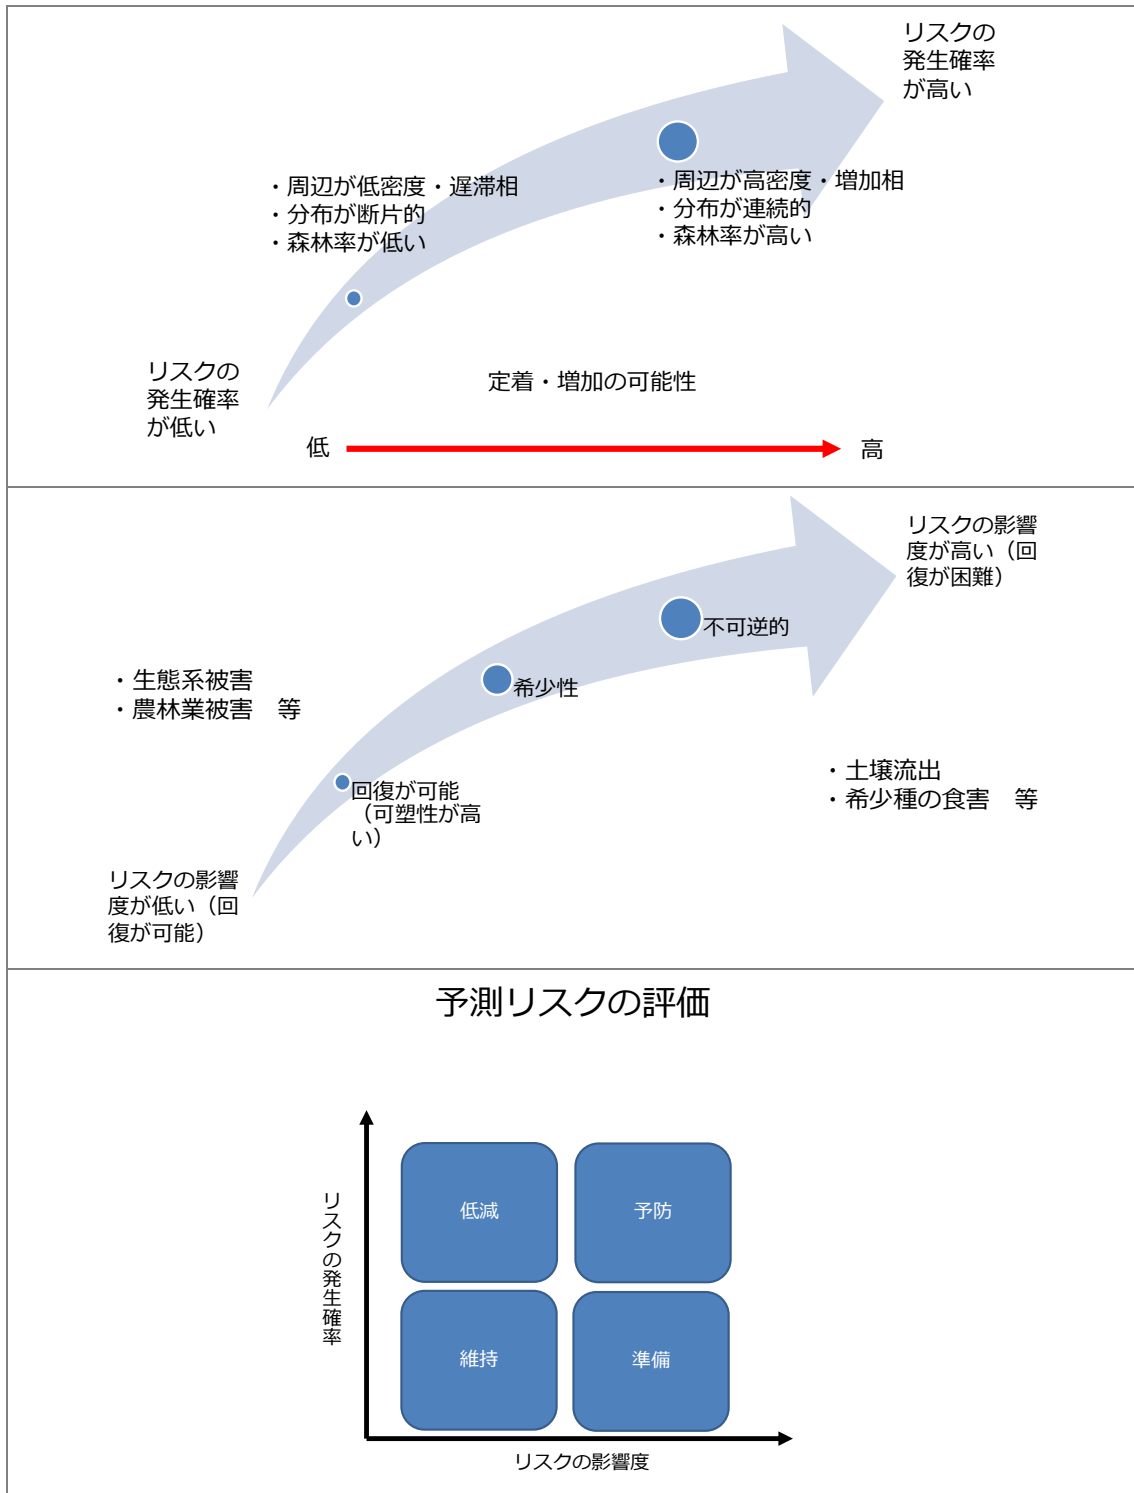 リスクの
発生確率
が高い
・周辺が低密度・遅滞相
・分布が断片的
・森林率が低い
・周辺が高密度・増加相
・分布が連続的
・森林率が高い
リスクの
発生確率
が低い
定着・増加の可能性
低
高
リスクの影響
度が高い（回
復が困難）
不可逆的
希少性
・生態系被害
・農林業被害　等
回復が可能
（可塑性が高
い）
・土壌流出
・希少種の食害　等
リスクの影響
度が低い（回
復が可能）
予測リスクの評価
リスクの発生確率
低減
予防
維持
準備
リスクの影響度